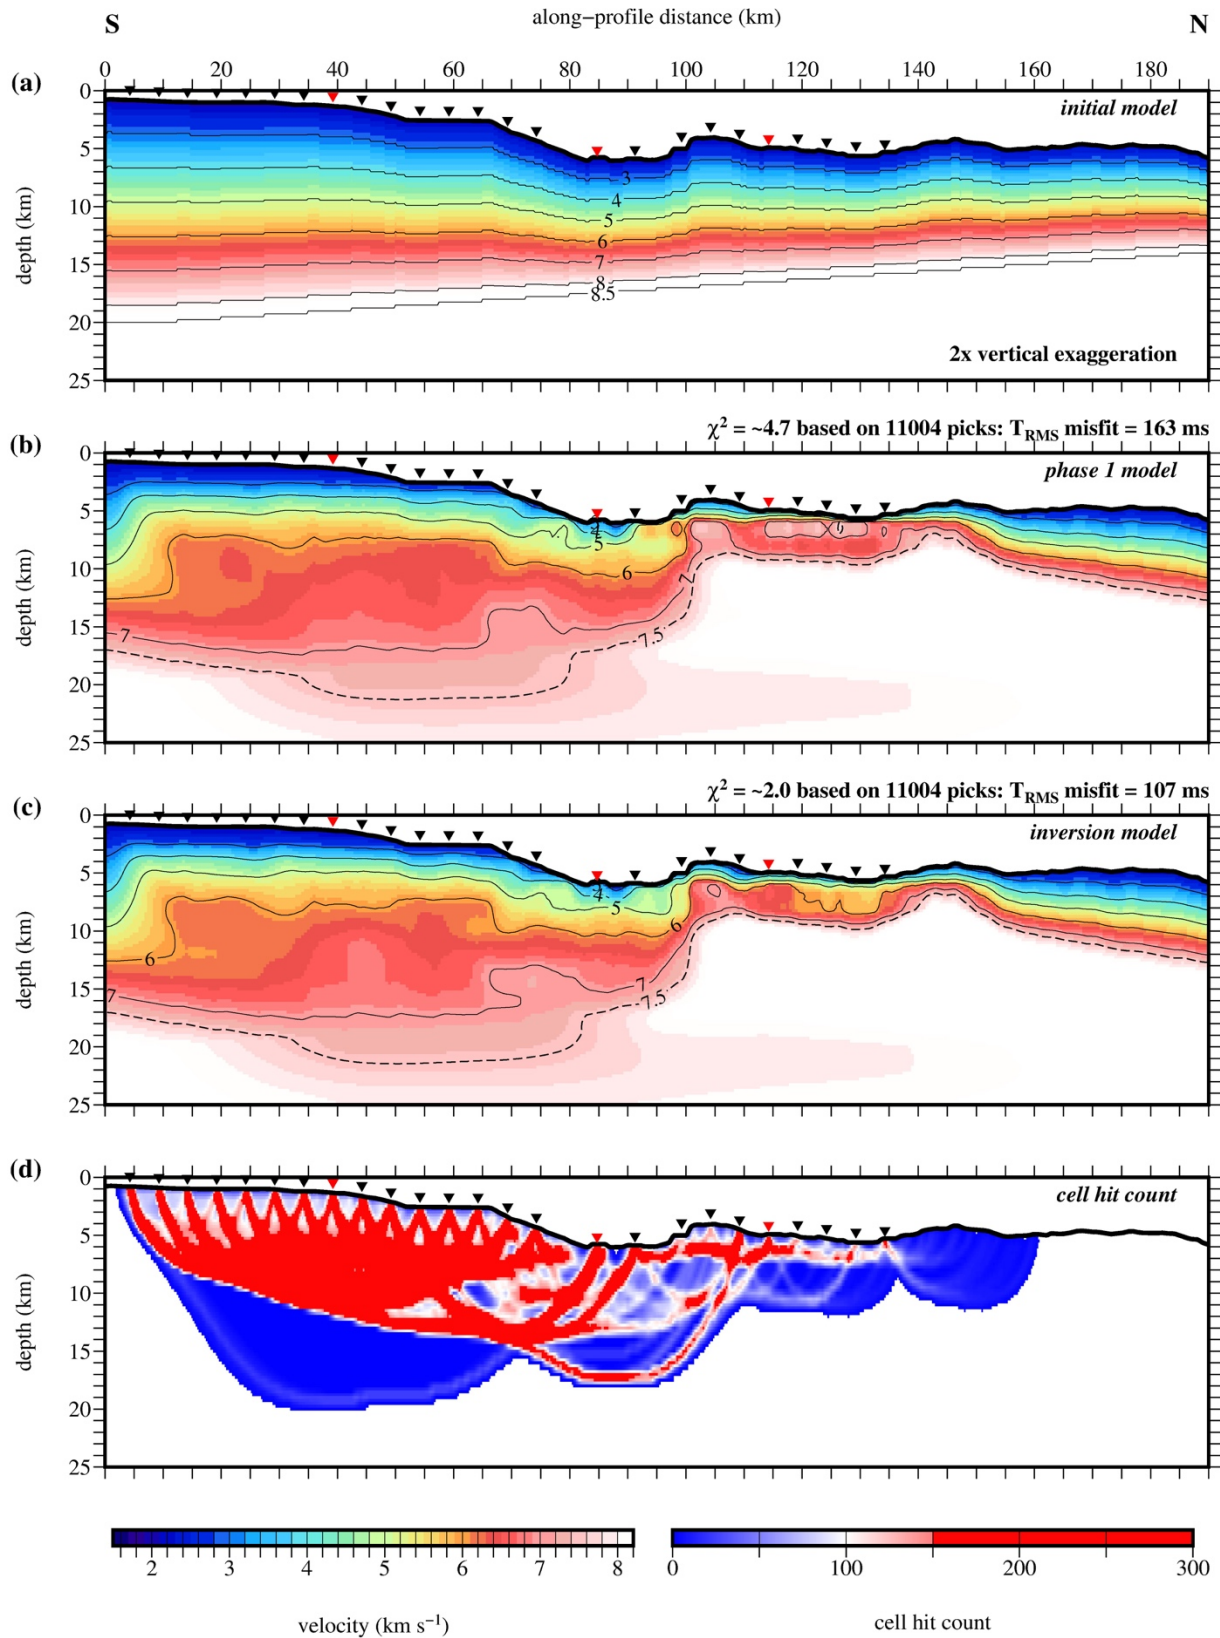 along−profile distance (km)
S N
0 20 40 60 80 100 120 140 160 180
(a)
initial model
0
5
10
15
20
25
depth (km)
3
4
5
6
7
8
8.5
2x vertical exaggeration
χ² = ~4.7 based on 11004 picks: T_RMS misfit = 163 ms
(b)
phase 1 model
0
5
10
15
20
25
depth (km)
4
5
6
7
7
7.5
χ² = ~2.0 based on 11004 picks: T_RMS misfit = 107 ms
(c)
inversion model
0
5
10
15
20
25
depth (km)
4
5
6
6
7
7
7.5
(d)
cell hit count
0
5
10
15
20
25
depth (km)
2 3 4 5 6 7 8
velocity (km s⁻¹)
0 100 200 300
cell hit count